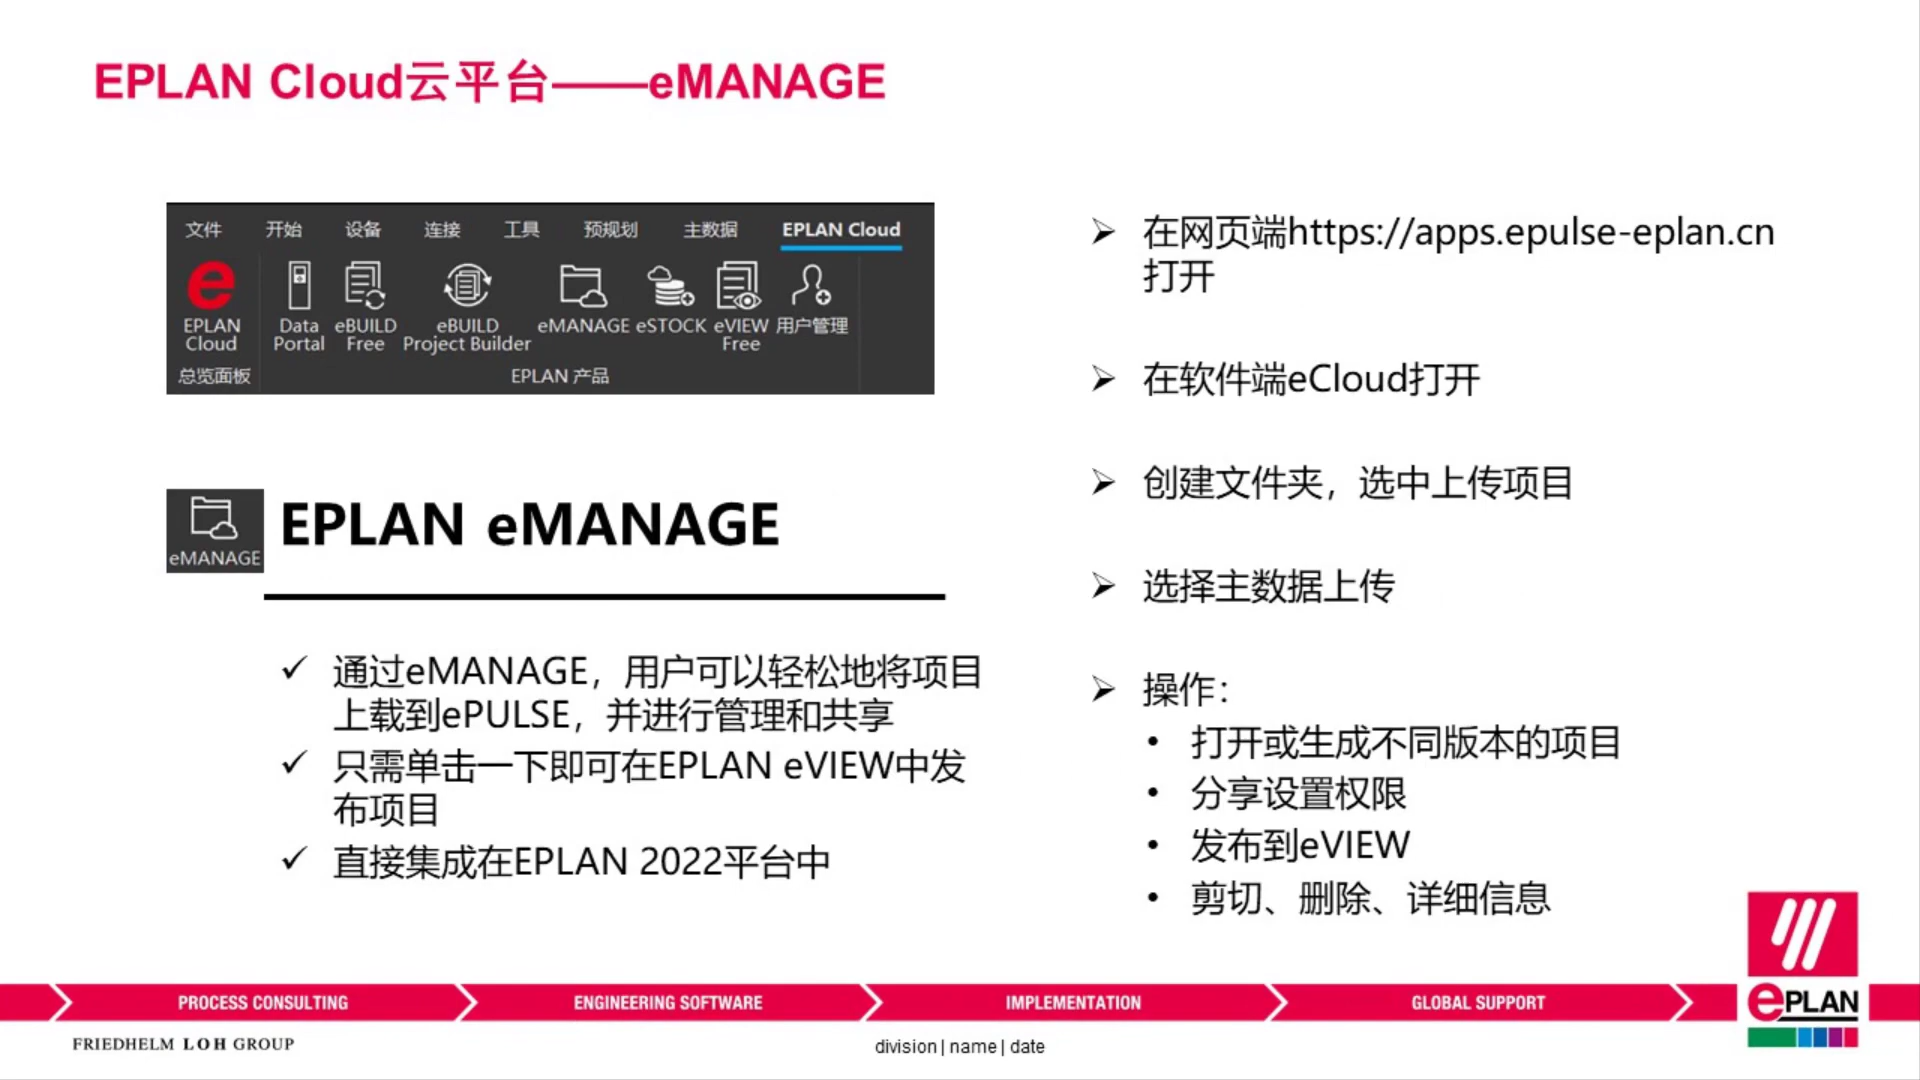 EPLAN Cloud云平台——eMANAGE
文件 开始 设备 连接 工具 预规划 主数据 EPLAN Cloud
e
EPLAN Cloud
Data Portal
eBUILD Free
eBUILD Project Builder
eMANAGE
eSTOCK
eVIEW Free
用户管理
总览面板
EPLAN 产品
eMANAGE
EPLAN eMANAGE
✓ 通过eMANAGE，用户可以轻松地将项目
上载到ePULSE，并进行管理和共享
✓ 只需单击一下即可在EPLAN eVIEW中发
布项目
✓ 直接集成在EPLAN 2022平台中
➢ 在网页端https://apps.epulse-eplan.cn
打开
➢ 在软件端eCloud打开
➢ 创建文件夹，选中上传项目
➢ 选择主数据上传
➢ 操作：
• 打开或生成不同版本的项目
• 分享设置权限
• 发布到eVIEW
• 剪切、删除、详细信息
PROCESS CONSULTING
ENGINEERING SOFTWARE
IMPLEMENTATION
GLOBAL SUPPORT
ePLAN
FRIEDHELM LOH GROUP
division | name | date